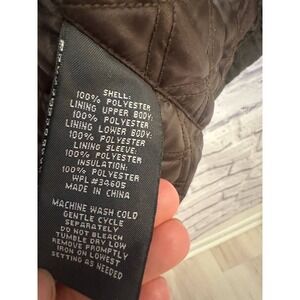 SHELL:
100% POLYESTER
LINING UPPER BODY:
100% POLYESTER
LINING LOWER BODY:
100% POLYESTER
LINING SLEEVE:
100% POLYESTER
INSULATION:
100% POLYESTER
WPL #34605
MADE IN CHINA
MACHINE WASH COLD
GENTLE CYCLE
SEPARATELY
DO NOT BLEACH
TUMBLE DRY LOW
REMOVE PROMPTLY
IRON ON LOWEST
SETTING AS NEEDED